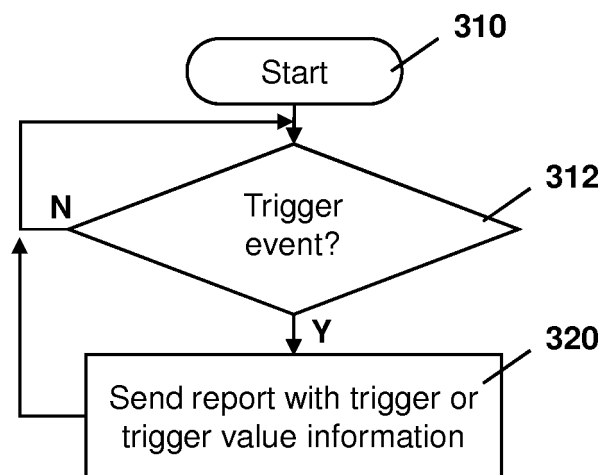 310
Start
312
N
Trigger
event?
Y
320
Send report with trigger or
trigger value information